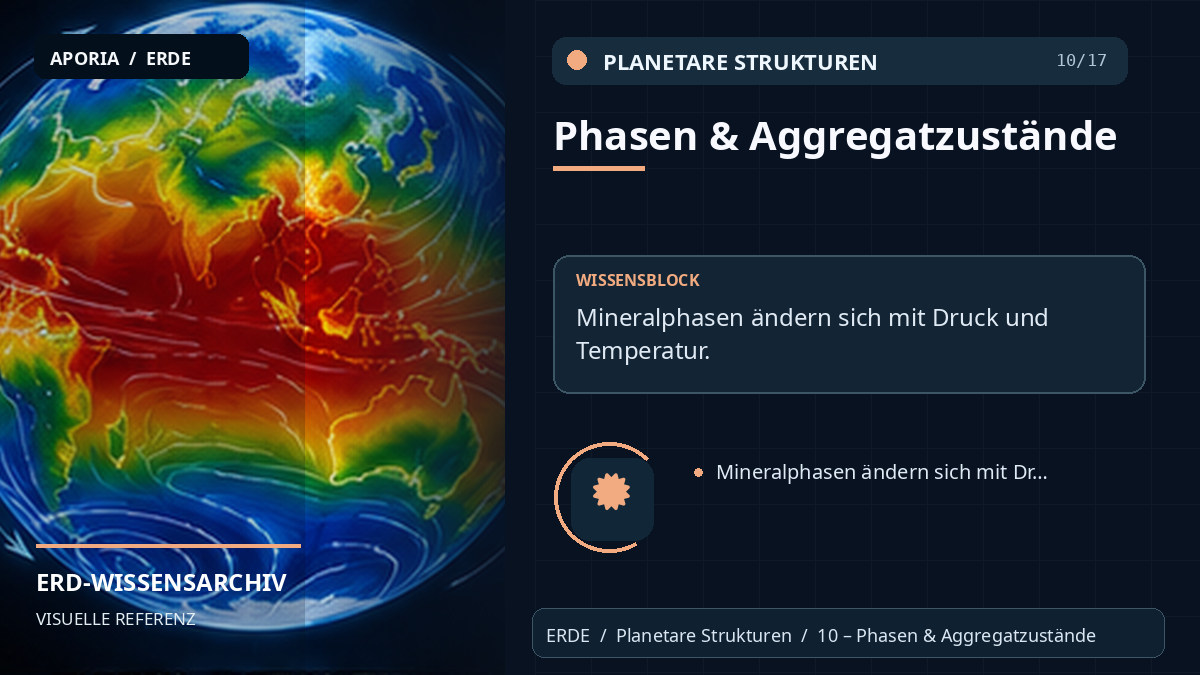 APORIA / ERDE
ERD-WISSENSARCHIV
VISUELLE REFERENZ
PLANETARE STRUKTUREN
10/17
Phasen & Aggregatzustände
WISSENSBLOCK
Mineralphasen ändern sich mit Druck und
Temperatur.
Mineralphasen ändern sich mit Dr...
ERDE / Planetare Strukturen / 10 – Phasen & Aggregatzustände